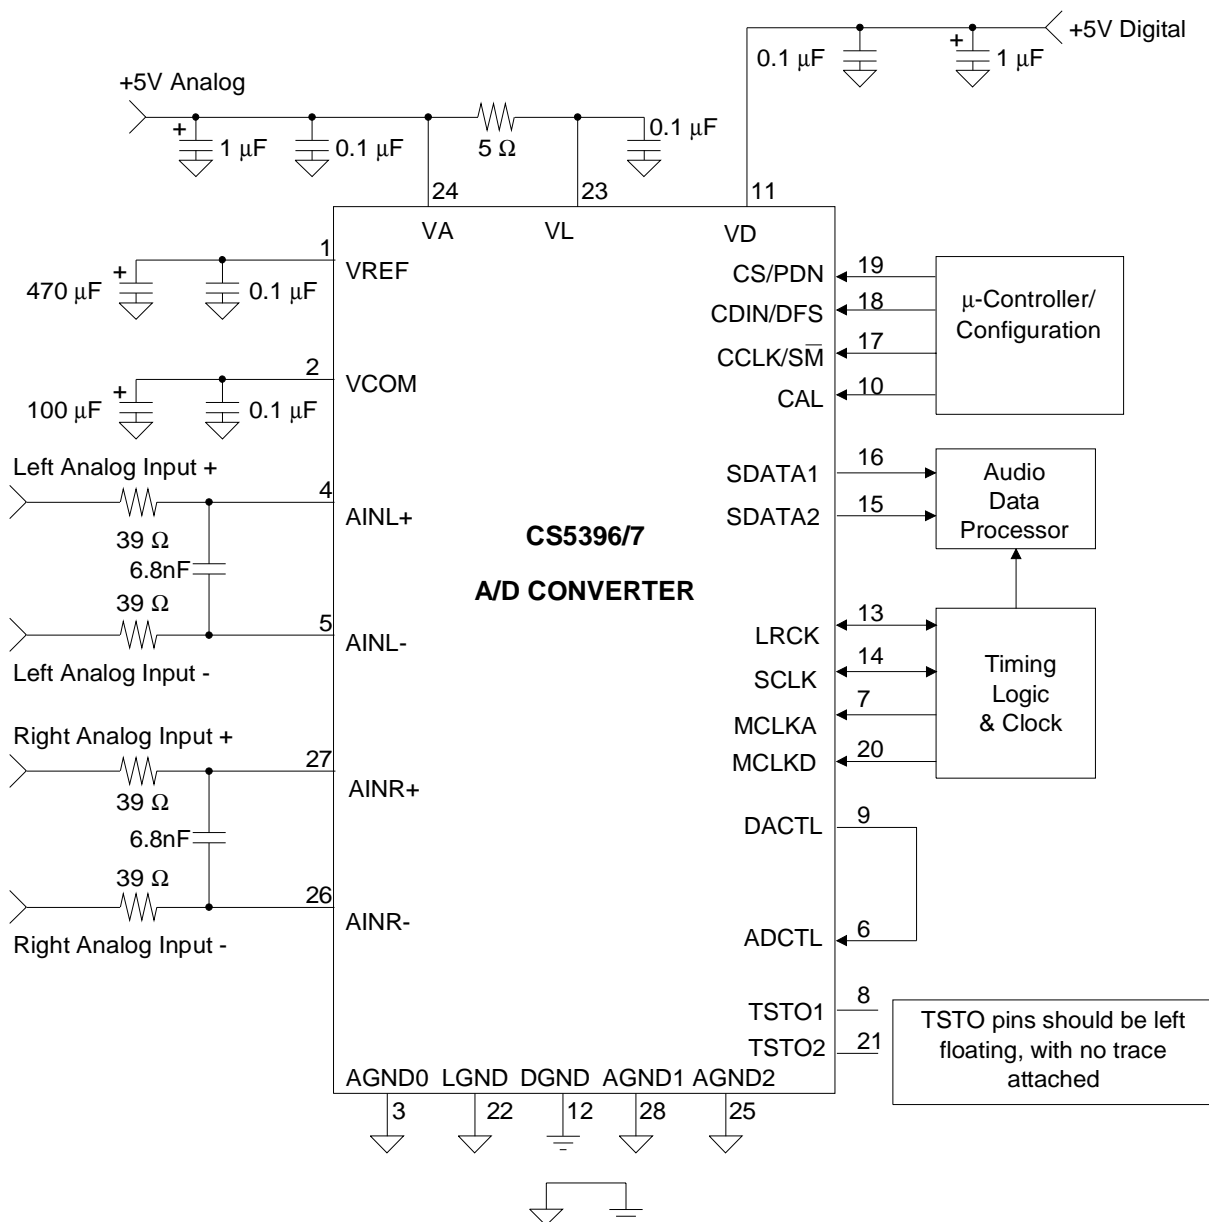 +5V Digital
0.1 μF
1 μF
+
+5V Analog
+
1 μF
0.1 μF
5 Ω
0.1 μF
24
23
11
VA
VL
VD
1
VREF
+
470 μF
0.1 μF
2
VCOM
+
100 μF
0.1 μF
Left Analog Input +
4
AINL+
39 Ω
6.8nF
39 Ω
5
AINL-
Left Analog Input -
Right Analog Input +
27
AINR+
39 Ω
6.8nF
39 Ω
26
AINR-
Right Analog Input -
CS5396/7
A/D CONVERTER
CS/PDN
19
CDIN/DFS
18
CCLK/SM̅
17
CAL
10
μ-Controller/
Configuration
SDATA1
16
SDATA2
15
Audio
Data
Processor
LRCK
13
SCLK
14
MCLKA
7
MCLKD
20
Timing
Logic
& Clock
DACTL
9
ADCTL
6
TSTO1
8
TSTO2
21
TSTO pins should be left
floating, with no trace
attached
AGND0 LGND DGND AGND1 AGND2
3
22
12
28
25